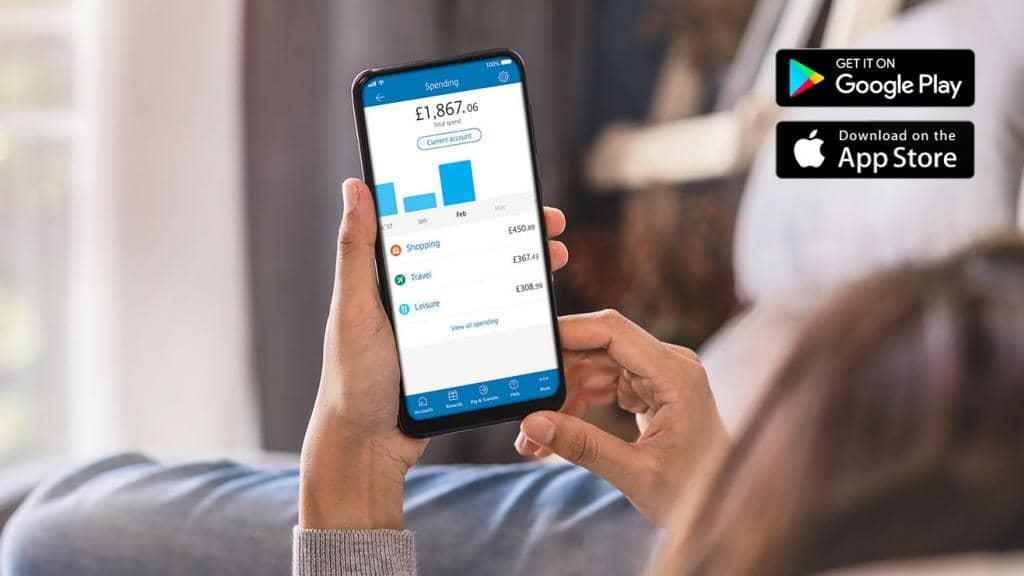 100%
Spending
£1,867.06
Total spend
Current account
Jan
Feb
Mar
Shopping
£450.89
Travel
£367.43
Leisure
£308.99
View all spending
Accounts
Rewards
Pay & Transfer
Help
More
GET IT ON
Google Play
Download on the
App Store